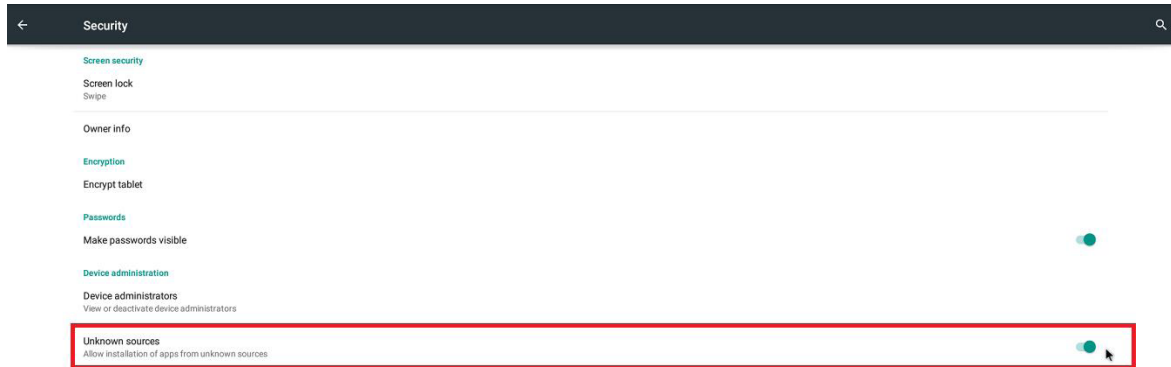 Security
Screen security
Screen lock
Swipe
Owner info
Encryption
Encrypt tablet
Passwords
Make passwords visible
Device administration
Device administrators
View or deactivate device administrators
Unknown sources
Allow installation of apps from unknown sources